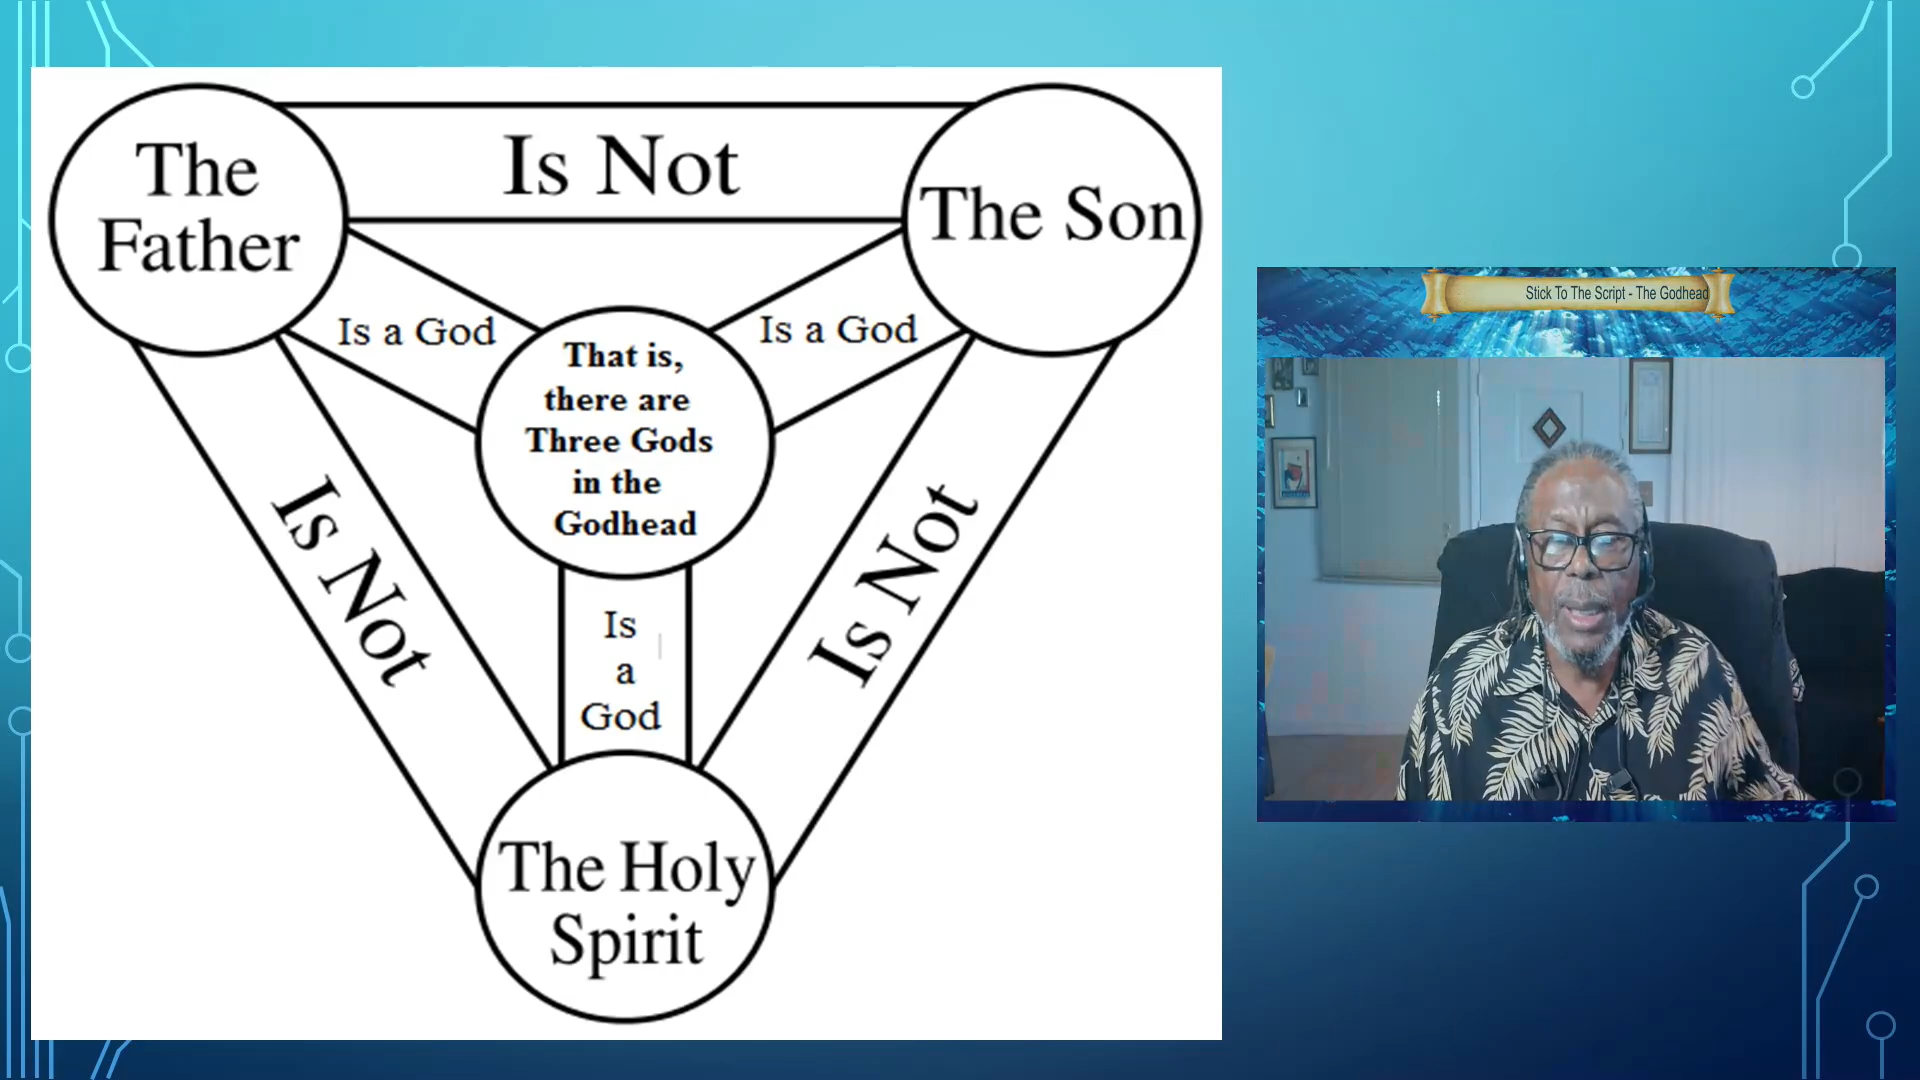 The
Father
Is Not
The Son
Is a God
Is a God
That is,
there are
Three Gods
in the
Godhead
Is Not
Is Not
Is
a
God
The Holy
Spirit
Stick To The Script - The Godhead